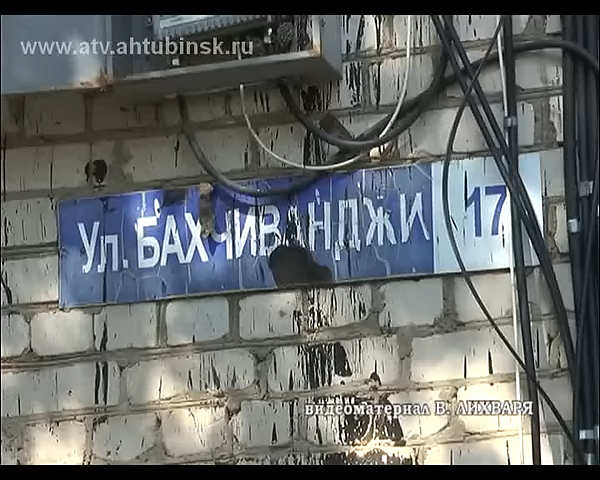 www.atv.ahtubinsk.ru
Ул. БАХЧИВАНДЖИ 17
видеоматериал В. ЛИХВАРЯ